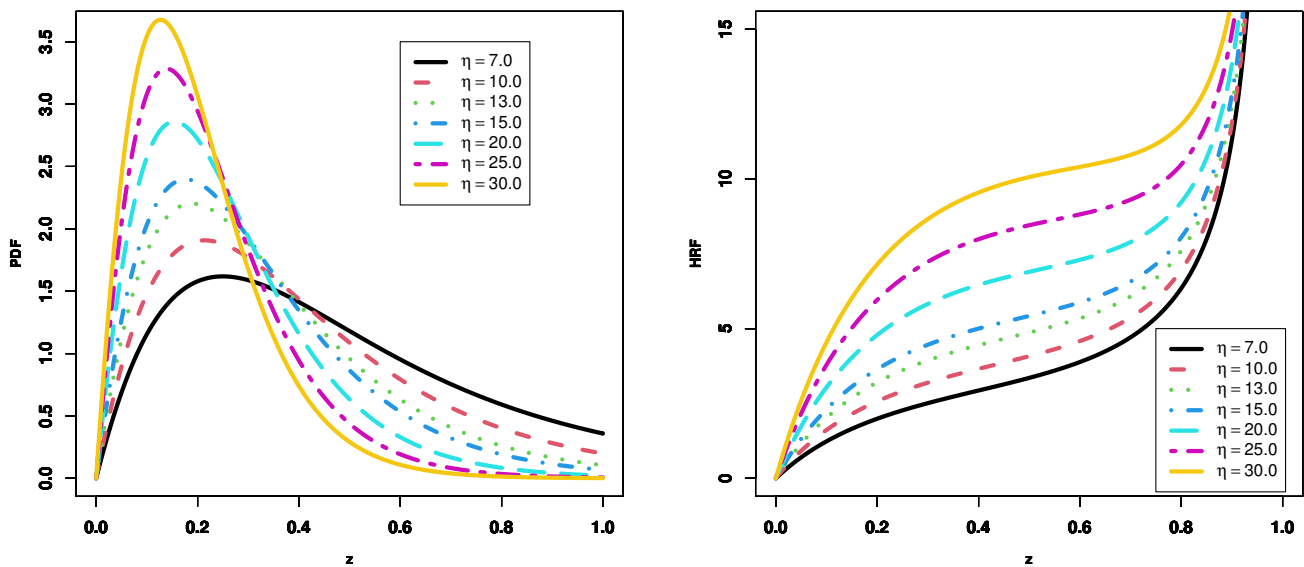 3.5
3.0
2.5
2.0
1.5
1.0
0.5
0.0
PDF
0.0 0.2 0.4 0.6 0.8 1.0
z
η = 7.0
η = 10.0
η = 13.0
η = 15.0
η = 20.0
η = 25.0
η = 30.0
15
10
5
0
HRF
0.0 0.2 0.4 0.6 0.8 1.0
z
η = 7.0
η = 10.0
η = 13.0
η = 15.0
η = 20.0
η = 25.0
η = 30.0